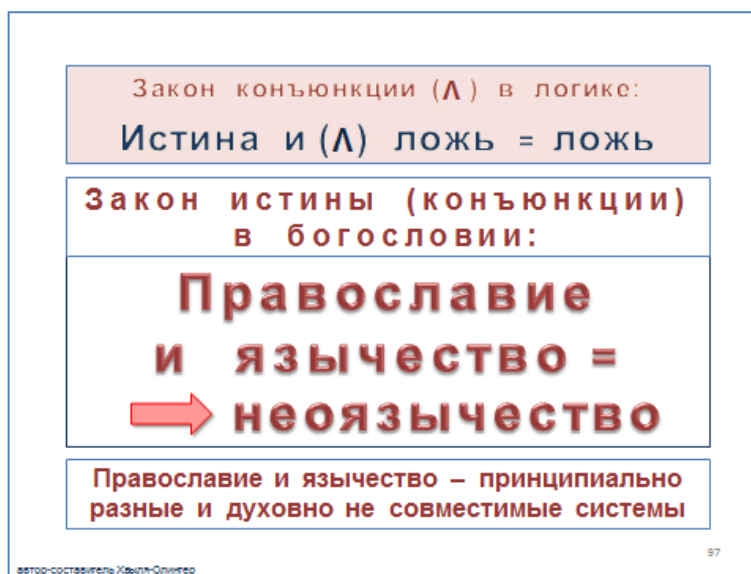 Закон конъюнкции (Λ) в логике:
Истина и (Λ) ложь = ложь
Закон истины (конъюнкции)
в богословии:
Православие
и язычество =
неоязычество
Православие и язычество – принципиально
разные и духовно не совместимые системы
97
автор-составитель Хвыля-Олинтер